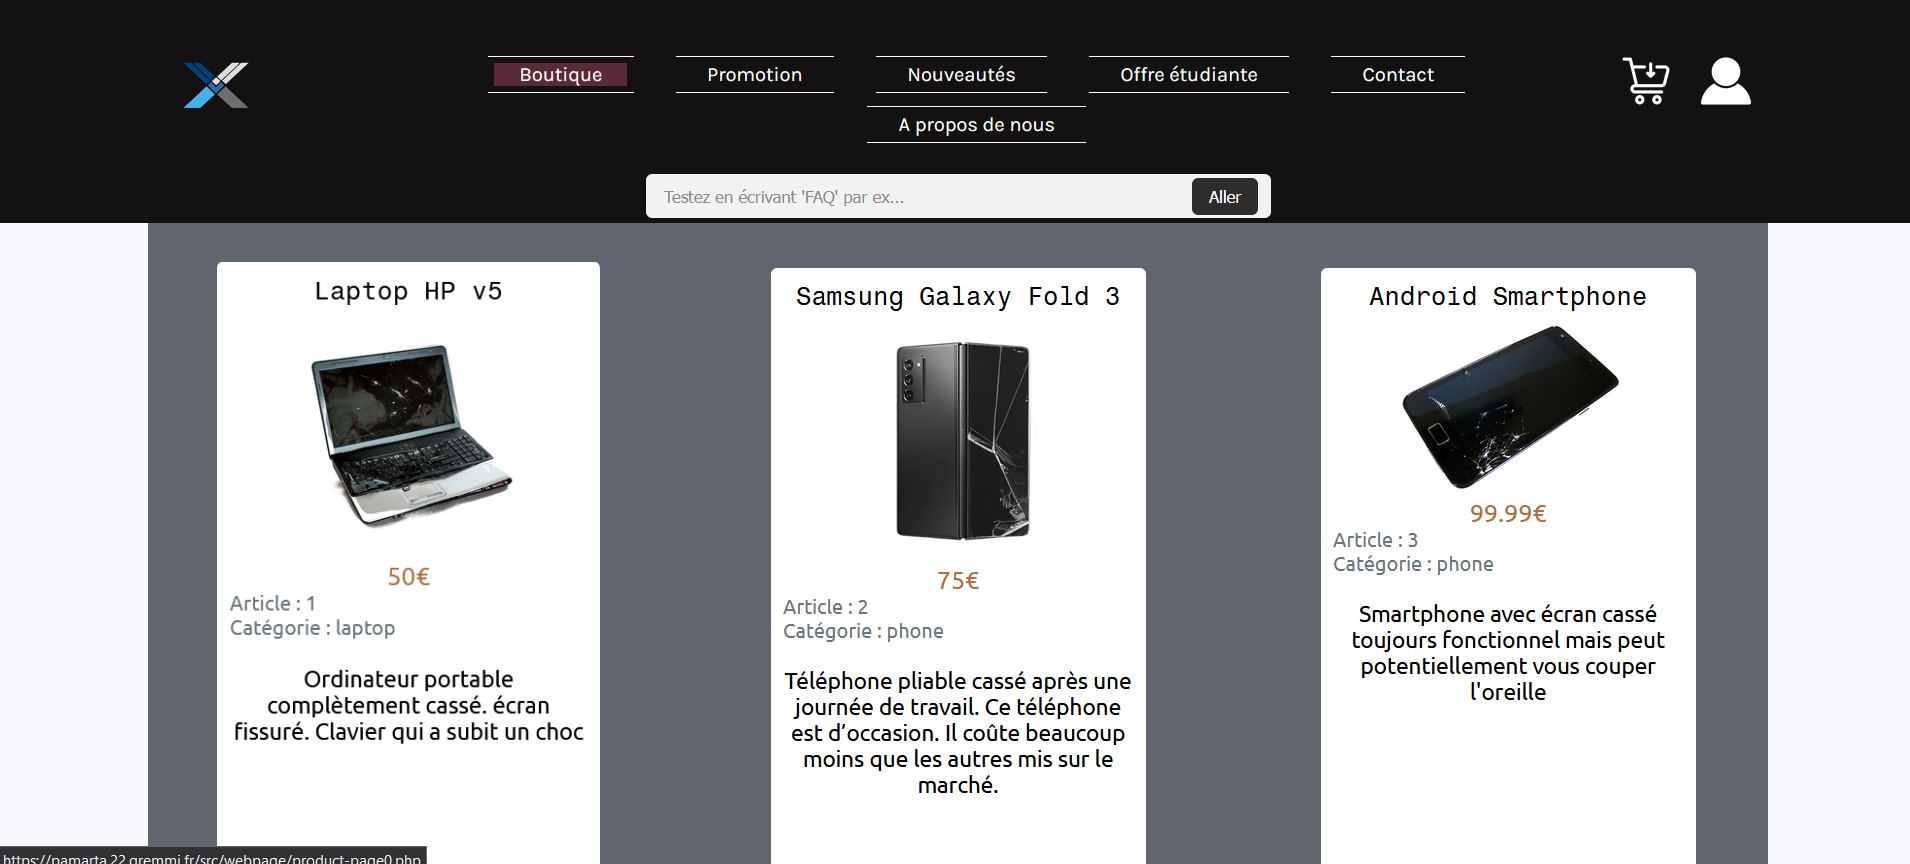 Boutique
Promotion
Nouveautés
Offre étudiante
Contact
A propos de nous
Testez en écrivant 'FAQ' par ex...
Aller
Laptop HP v5
50€
Article : 1
Catégorie : laptop
Ordinateur portable
complètement cassé. écran
fissuré. Clavier qui a subit un choc
Samsung Galaxy Fold 3
75€
Article : 2
Catégorie : phone
Téléphone pliable cassé après une
journée de travail. Ce téléphone
est d’occasion. Il coûte beaucoup
moins que les autres mis sur le
marché.
Android Smartphone
99.99€
Article : 3
Catégorie : phone
Smartphone avec écran cassé
toujours fonctionnel mais peut
potentiellement vous couper
l'oreille
https://pamarta.22.gremmi.fr/src/webpage/product-page0.php